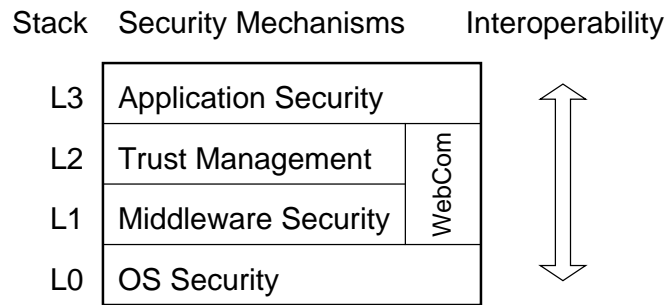 Stack Security Mechanisms Interoperability
L3 Application Security
L2 Trust Management
WebCom
L1 Middleware Security
L0 OS Security